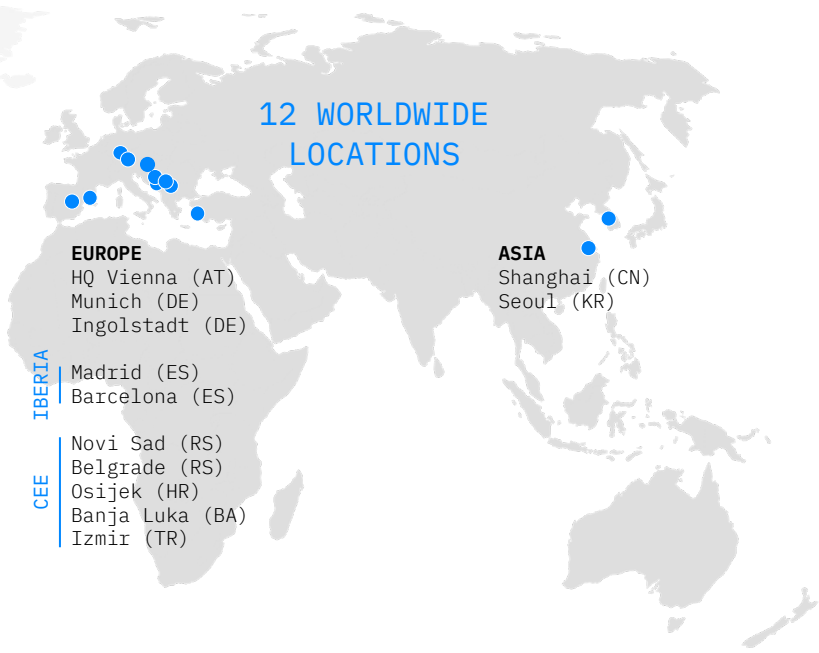 12 WORLDWIDE
LOCATIONS
EUROPE
HQ Vienna (AT)
Munich (DE)
Ingolstadt (DE)
IBERIA
Madrid (ES)
Barcelona (ES)
CEE
Novi Sad (RS)
Belgrade (RS)
Osijek (HR)
Banja Luka (BA)
Izmir (TR)
ASIA
Shanghai (CN)
Seoul (KR)